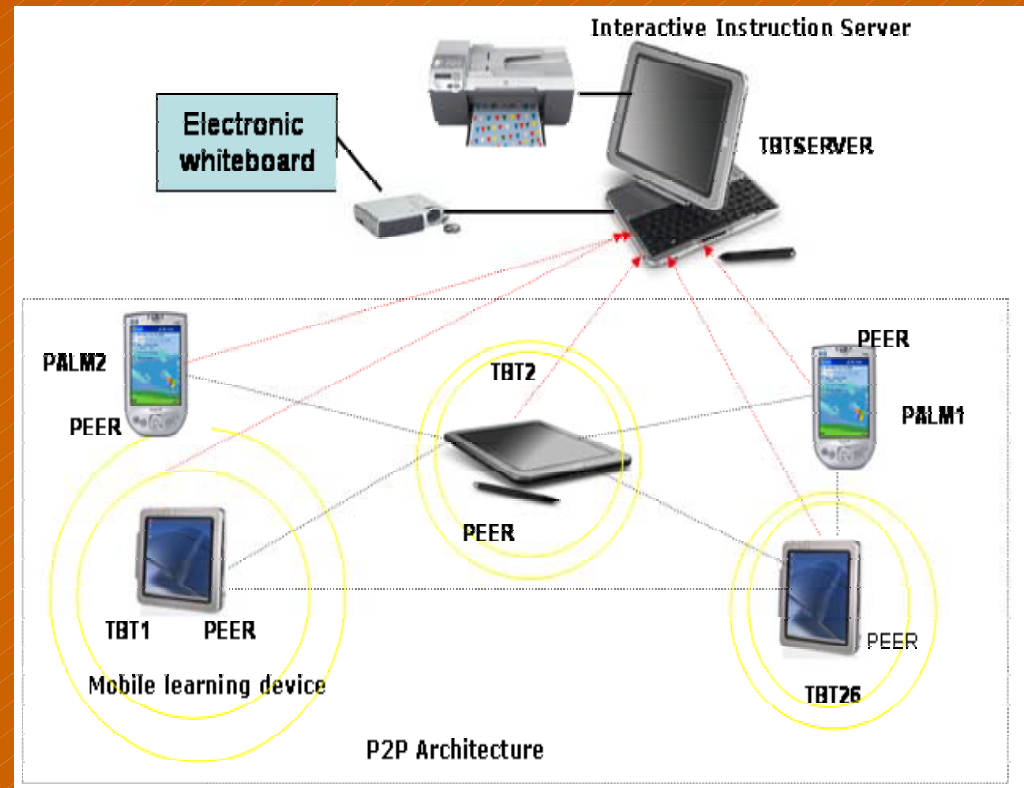 Interactive Instruction Server
Electronic
whiteboard
TBTSERVER
PALM2
PEER
TBT2
PEER
PEER
PALM1
TBT1 PEER
Mobile learning device
PEER
TBT26
P2P Architecture